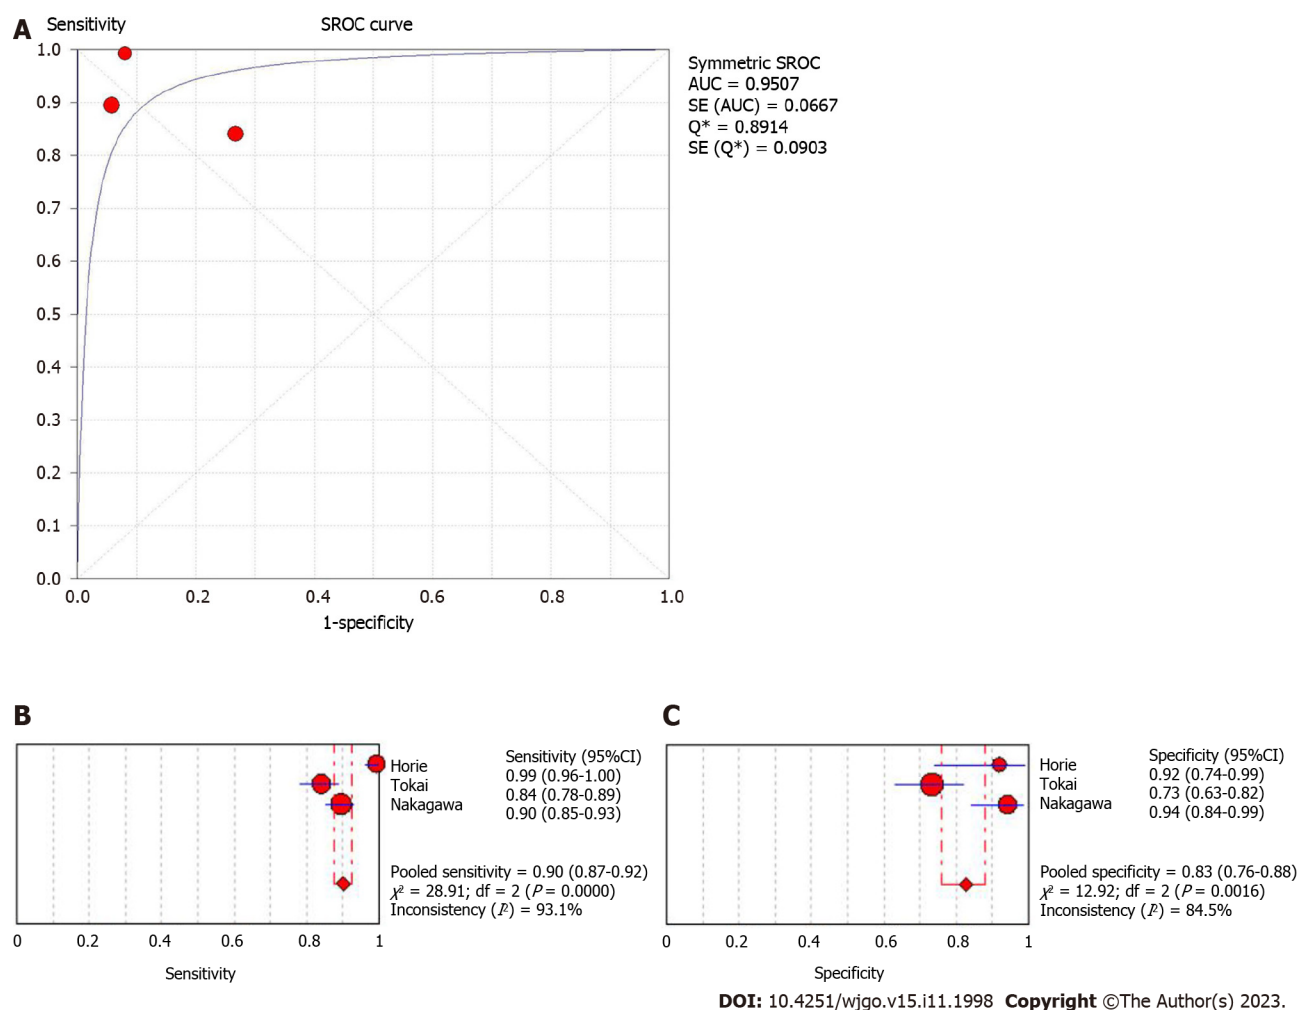 A
Sensitivity
SROC curve
1.0
0.9
0.8
0.7
0.6
0.5
0.4
0.3
0.2
0.1
0.0
0.0 0.2 0.4 0.6 0.8 1.0
1-specificity
Symmetric SROC
AUC = 0.9507
SE (AUC) = 0.0667
Q* = 0.8914
SE (Q*) = 0.0903
B
Horie
Tokai
Nakagawa
Sensitivity (95%CI)
0.99 (0.96-1.00)
0.84 (0.78-0.89)
0.90 (0.85-0.93)
Pooled sensitivity = 0.90 (0.87-0.92)
χ² = 28.91; df = 2 (P = 0.0000)
Inconsistency (I²) = 93.1%
0 0.2 0.4 0.6 0.8 1
Sensitivity
C
Horie
Tokai
Nakagawa
Specificity (95%CI)
0.92 (0.74-0.99)
0.73 (0.63-0.82)
0.94 (0.84-0.99)
Pooled specificity = 0.83 (0.76-0.88)
χ² = 12.92; df = 2 (P = 0.0016)
Inconsistency (I²) = 84.5%
0 0.2 0.4 0.6 0.8 1
Specificity
DOI: 10.4251/wjgo.v15.i11.1998 Copyright ©The Author(s) 2023.